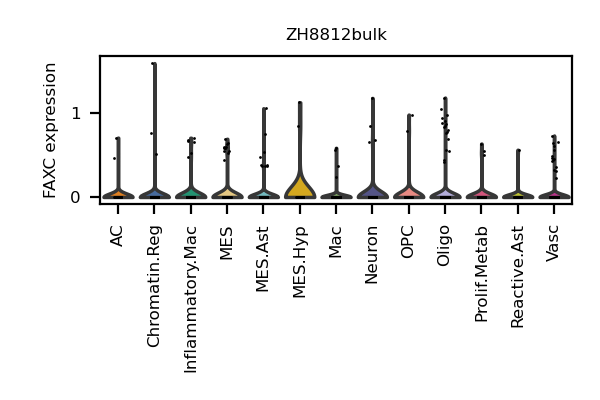 ZH8812bulk
FAXC expression
1
0
AC
Chromatin.Reg
Inflammatory.Mac
MES
MES.Ast
MES.Hyp
Mac
Neuron
OPC
Oligo
Prolif.Metab
Reactive.Ast
Vasc